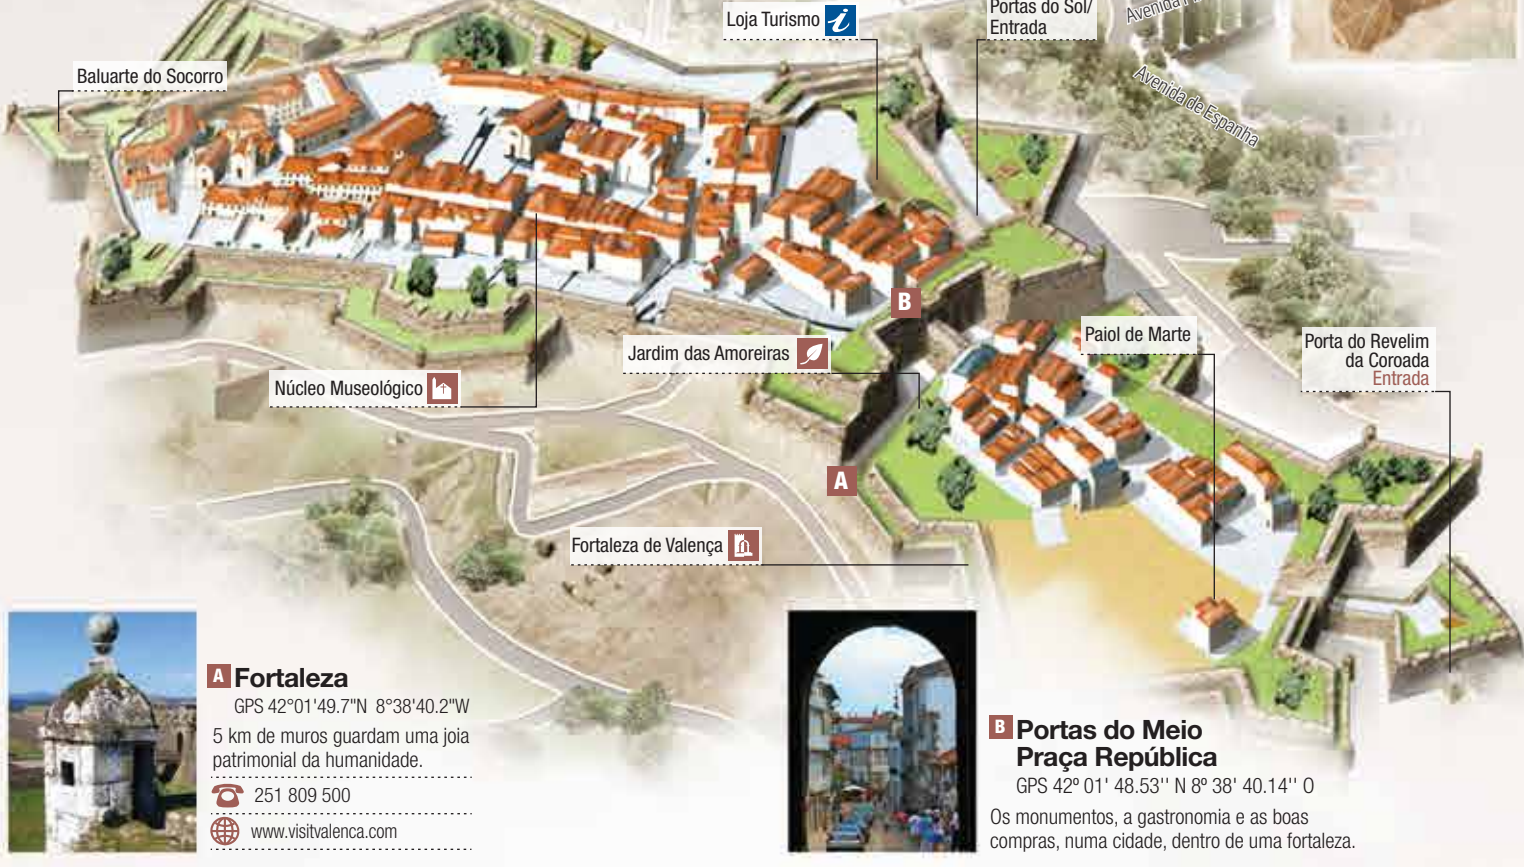 Loja Turismo
Portas do Sol/
Entrada
Avenida
Baluarte do Socorro
Avenida de Espanha
B
Jardim das Amoreiras
Paiol de Marte
Porta do Revelim
da Coroada
Entrada
Núcleo Museológico
A
Fortaleza de Valença
A Fortaleza
GPS 42°01'49.7"N 8°38'40.2"W
5 km de muros guardam uma joia
patrimonial da humanidade.
251 809 500
www.visitvalenca.com
B Portas do Meio
Praça República
GPS 42º 01' 48.53'' N 8º 38' 40.14'' O
Os monumentos, a gastronomia e as boas
compras, numa cidade, dentro de uma fortaleza.